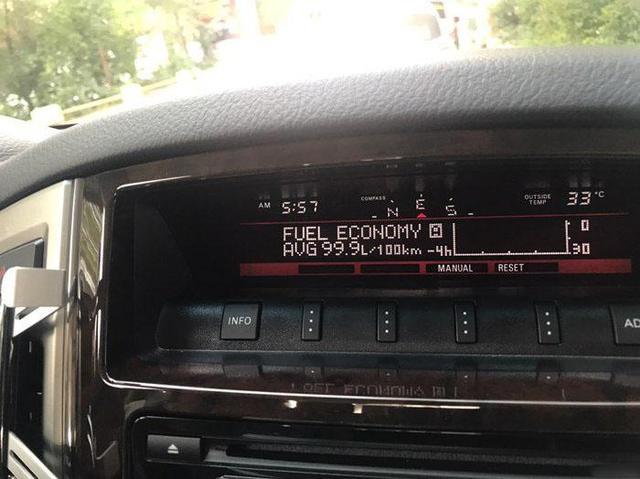 AM 5:57 COMPASS N E S OUTSIDE TEMP 33°C
FUEL ECONOMY B 0
AVG 99.9L/100km -4h 30
MANUAL RESET
INFO AD